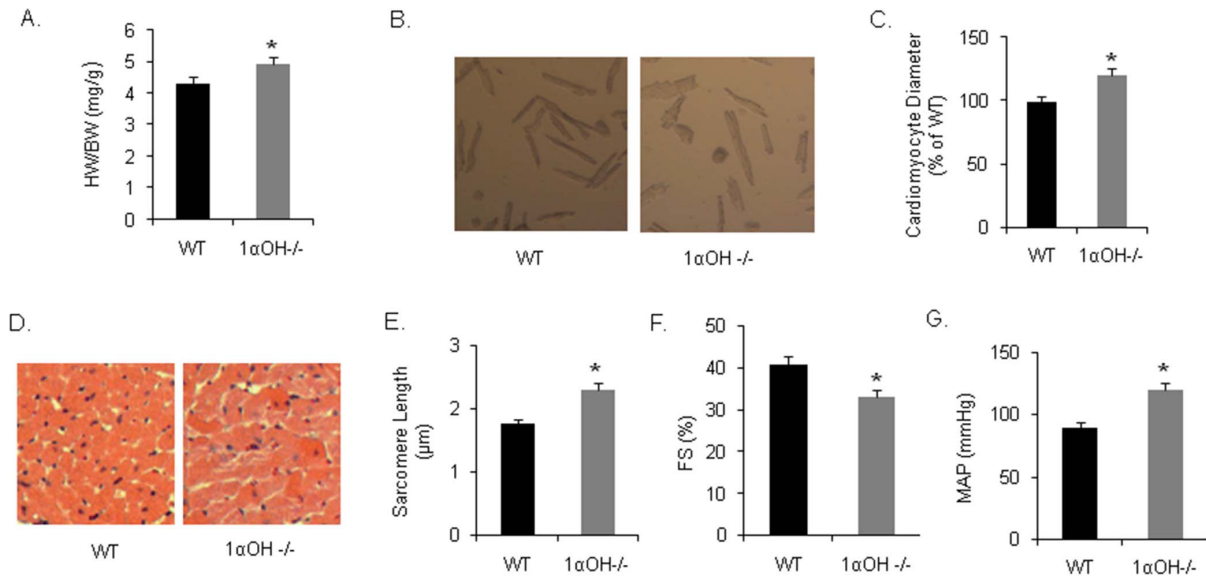 A.
HW/BW (mg/g)
6
5
4
3
2
1
0
*
WT
1αOH-/-
B.
WT
1αOH -/-
C.
Cardiomyocyte Diameter
(% of WT)
150
100
50
0
*
WT
1αOH-/-
D.
WT
1αOH -/-
E.
Sarcomere Length
(µm)
3
2
1
0
*
WT
1αOH-/-
F.
FS (%)
50
40
30
20
10
0
*
WT
1αOH -/-
G.
MAP (mmHg)
150
100
50
0
*
WT
1αOH-/-